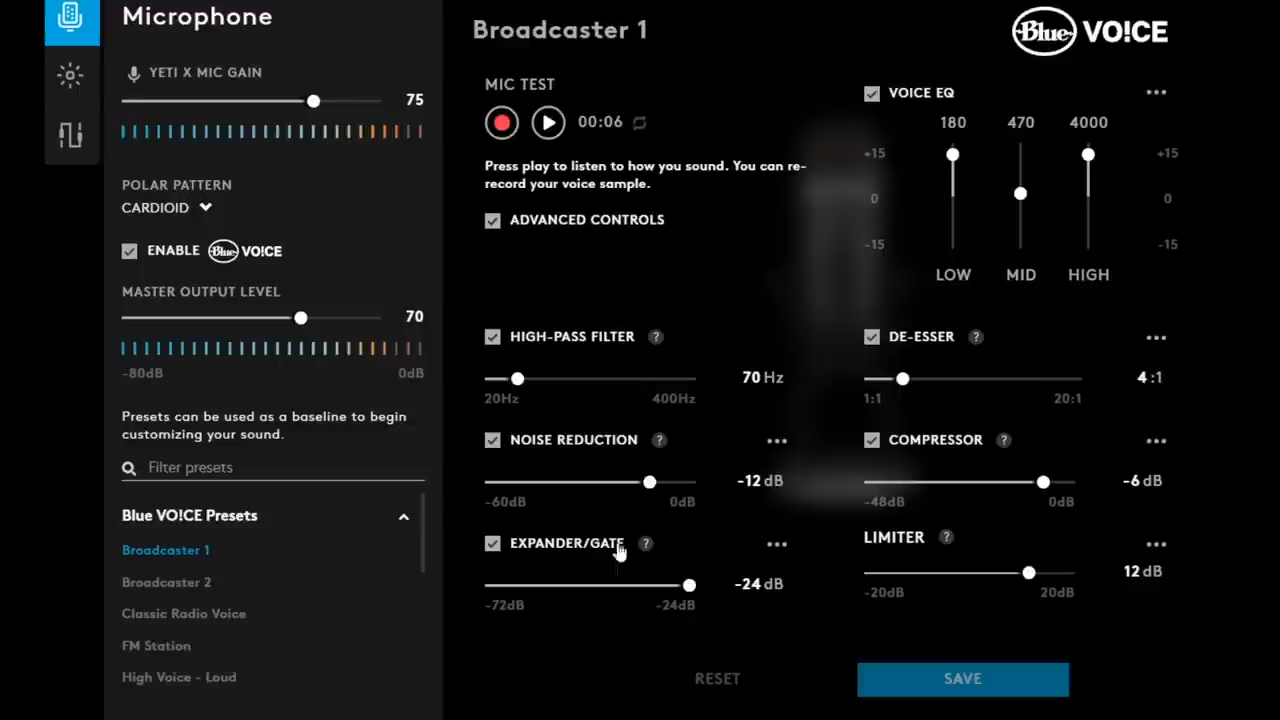 Microphone
YETI X MIC GAIN
75
POLAR PATTERN
CARDIOID
ENABLE Blue VO!CE
MASTER OUTPUT LEVEL
70
-80dB 0dB
Presets can be used as a baseline to begin
customizing your sound.
Filter presets
Blue VO!CE Presets
Broadcaster 1
Broadcaster 2
Classic Radio Voice
FM Station
High Voice - Loud
Broadcaster 1
Blue VO!CE
MIC TEST
00:06
Press play to listen to how you sound. You can re-
record your voice sample.
ADVANCED CONTROLS
VOICE EQ
180 470 4000
+15 +15
0 0
-15 -15
LOW MID HIGH
HIGH-PASS FILTER ?
70 Hz
20Hz 400Hz
DE-ESSER ?
4 :1
1:1 20:1
NOISE REDUCTION ?
-12 dB
-60dB 0dB
COMPRESSOR ?
-6 dB
-48dB 0dB
EXPANDER/GATE ?
-24 dB
-72dB -24dB
LIMITER ?
12 dB
-20dB 20dB
RESET
SAVE